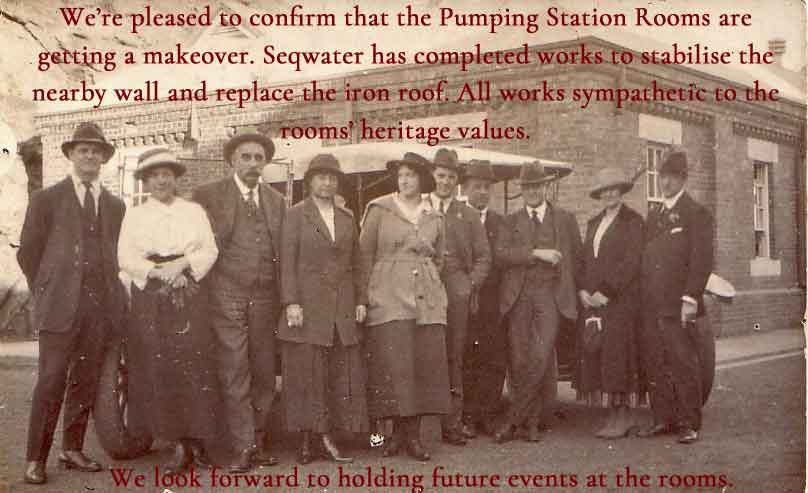 We're pleased to confirm that the Pumping Station Rooms are
getting a makeover. Seqwater has completed works to stabilise the
nearby wall and replace the iron roof. All works sympathetic to the
rooms' heritage values.
We look forward to holding future events at the rooms.